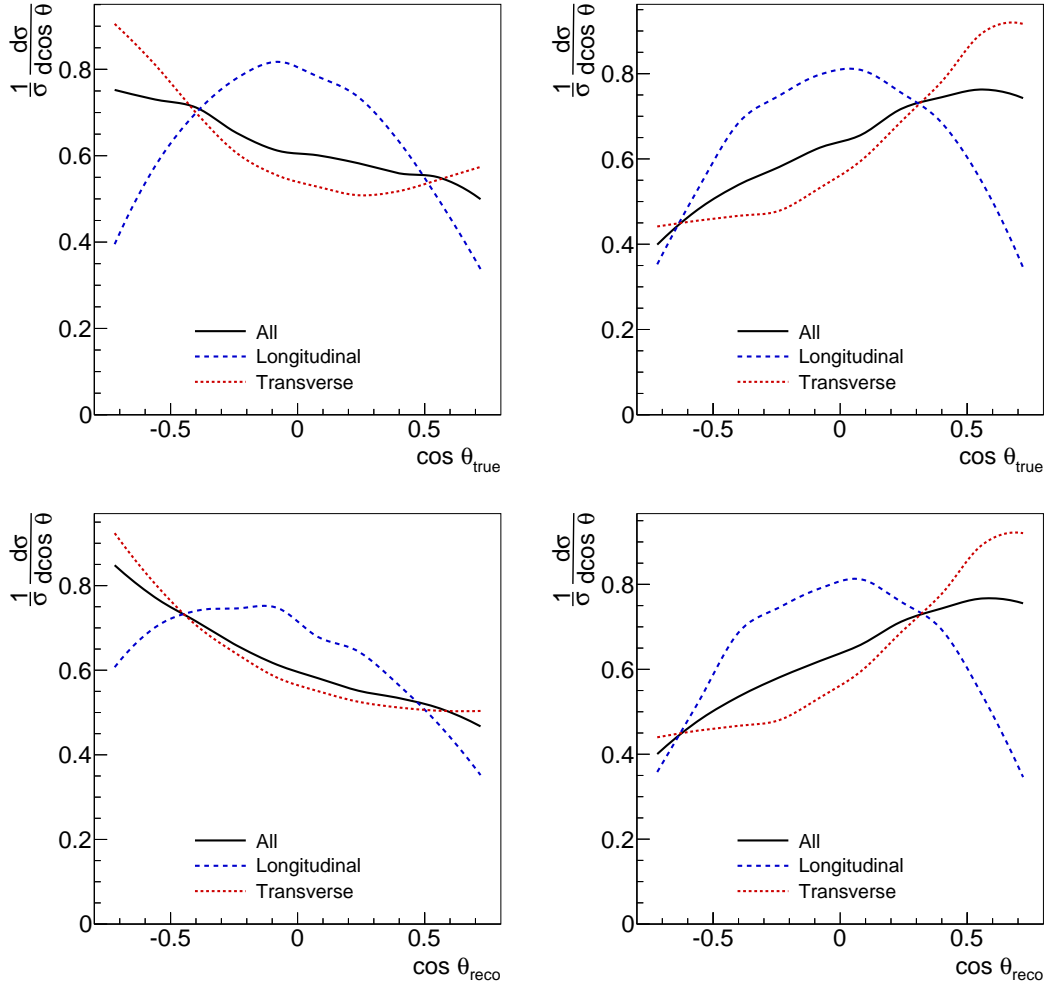 1/σ dσ/dcos θ
0.8
0.6
0.4
0.2
0
All
Longitudinal
Transverse
-0.5 0 0.5
cos θ_true
1/σ dσ/dcos θ
0.8
0.6
0.4
0.2
0
All
Longitudinal
Transverse
-0.5 0 0.5
cos θ_true
1/σ dσ/dcos θ
0.8
0.6
0.4
0.2
0
All
Longitudinal
Transverse
-0.5 0 0.5
cos θ_reco
1/σ dσ/dcos θ
0.8
0.6
0.4
0.2
0
All
Longitudinal
Transverse
-0.5 0 0.5
cos θ_reco